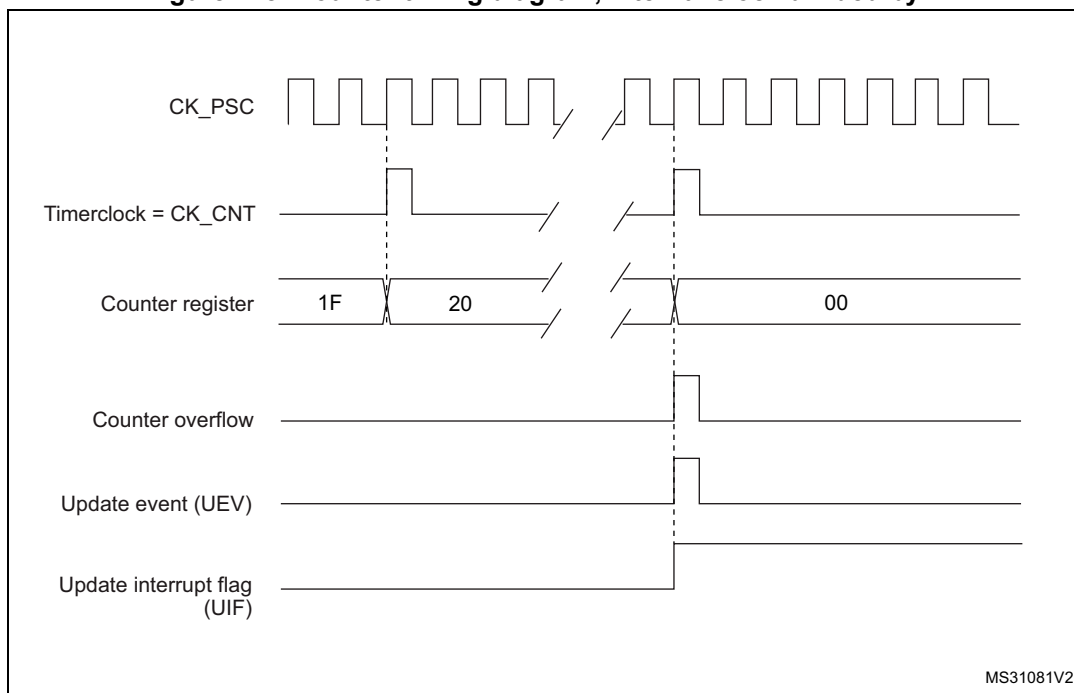 CK_PSC
Timerclock = CK_CNT
Counter register
1F
20
00
Counter overflow
Update event (UEV)
Update interrupt flag
(UIF)
MS31081V2